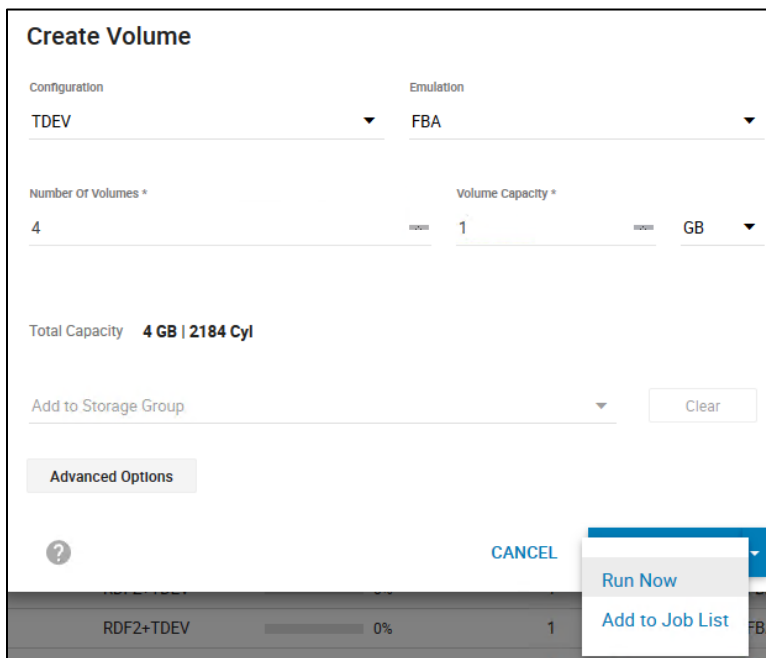 Create Volume
Configuration Emulation
TDEV FBA
Number Of Volumes * Volume Capacity *
4 1 GB
Total Capacity 4 GB | 2184 Cyl
Add to Storage Group Clear
Advanced Options
? CANCEL
Run Now
Add to Job List
RDF2+TDEV 0% 1 FB